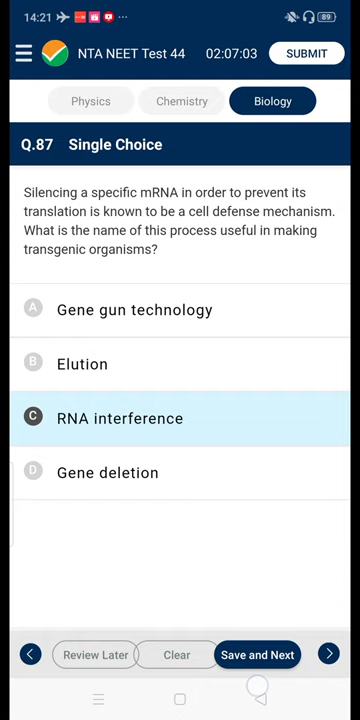 14:21 89
NTA NEET Test 44 02:07:03 SUBMIT
Physics Chemistry Biology
Q.87 Single Choice
Silencing a specific mRNA in order to prevent its
translation is known to be a cell defense mechanism.
What is the name of this process useful in making
transgenic organisms?
A Gene gun technology
B Elution
C RNA interference
D Gene deletion
Review Later Clear Save and Next